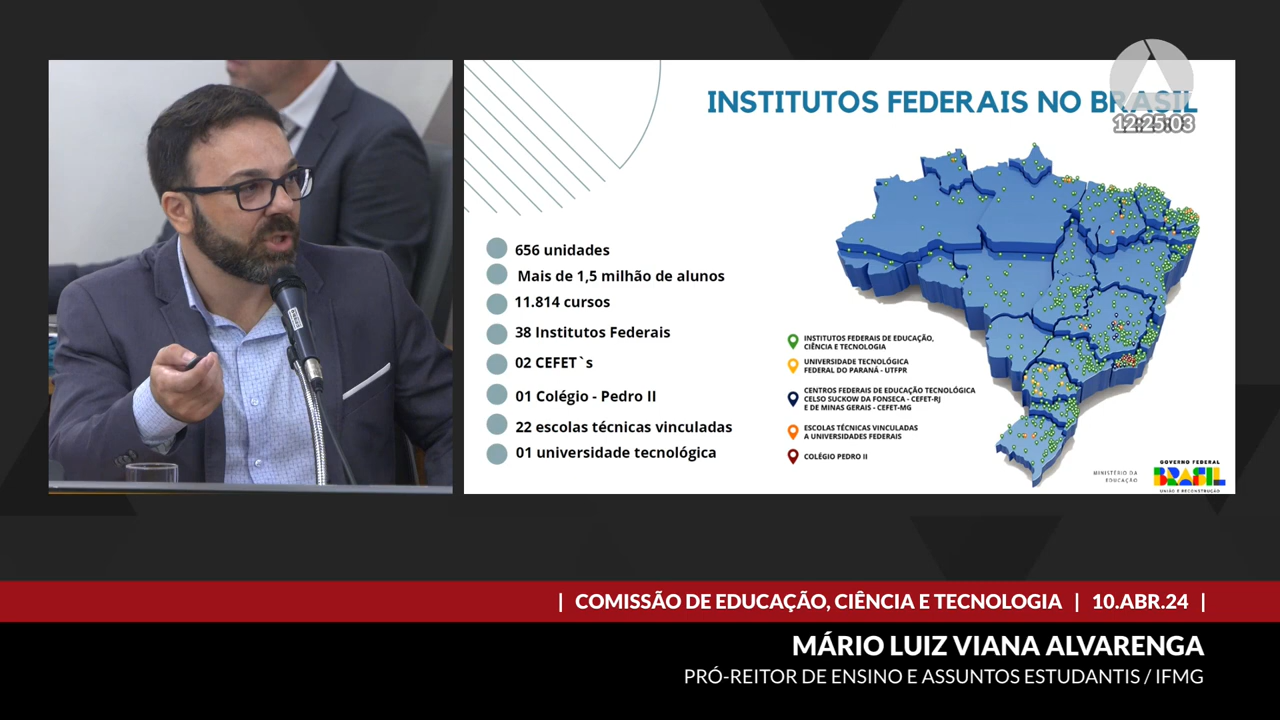 INSTITUTOS FEDERAIS NO BRASIL
12:25:03
656 unidades
Mais de 1,5 milhão de alunos
11.814 cursos
38 Institutos Federais
02 CEFET`s
01 Colégio - Pedro II
22 escolas técnicas vinculadas
01 universidade tecnológica
INSTITUTOS FEDERAIS DE EDUCAÇÃO,
CIÊNCIA E TECNOLOGIA
UNIVERSIDADE TECNOLÓGICA
FEDERAL DO PARANÁ - UTFPR
CENTROS FEDERAIS DE EDUCAÇÃO TECNOLÓGICA
CELSO SUCKOW DA FONSECA - CEFET-RJ
E DE MINAS GERAIS - CEFET-MG
ESCOLAS TÉCNICAS VINCULADAS
A UNIVERSIDADES FEDERAIS
COLÉGIO PEDRO II
MINISTÉRIO DA
EDUCAÇÃO
GOVERNO FEDERAL
BRASIL
UNIÃO E RECONSTRUÇÃO
| COMISSÃO DE EDUCAÇÃO, CIÊNCIA E TECNOLOGIA | 10.ABR.24 |
MÁRIO LUIZ VIANA ALVARENGA
PRÓ-REITOR DE ENSINO E ASSUNTOS ESTUDANTIS / IFMG